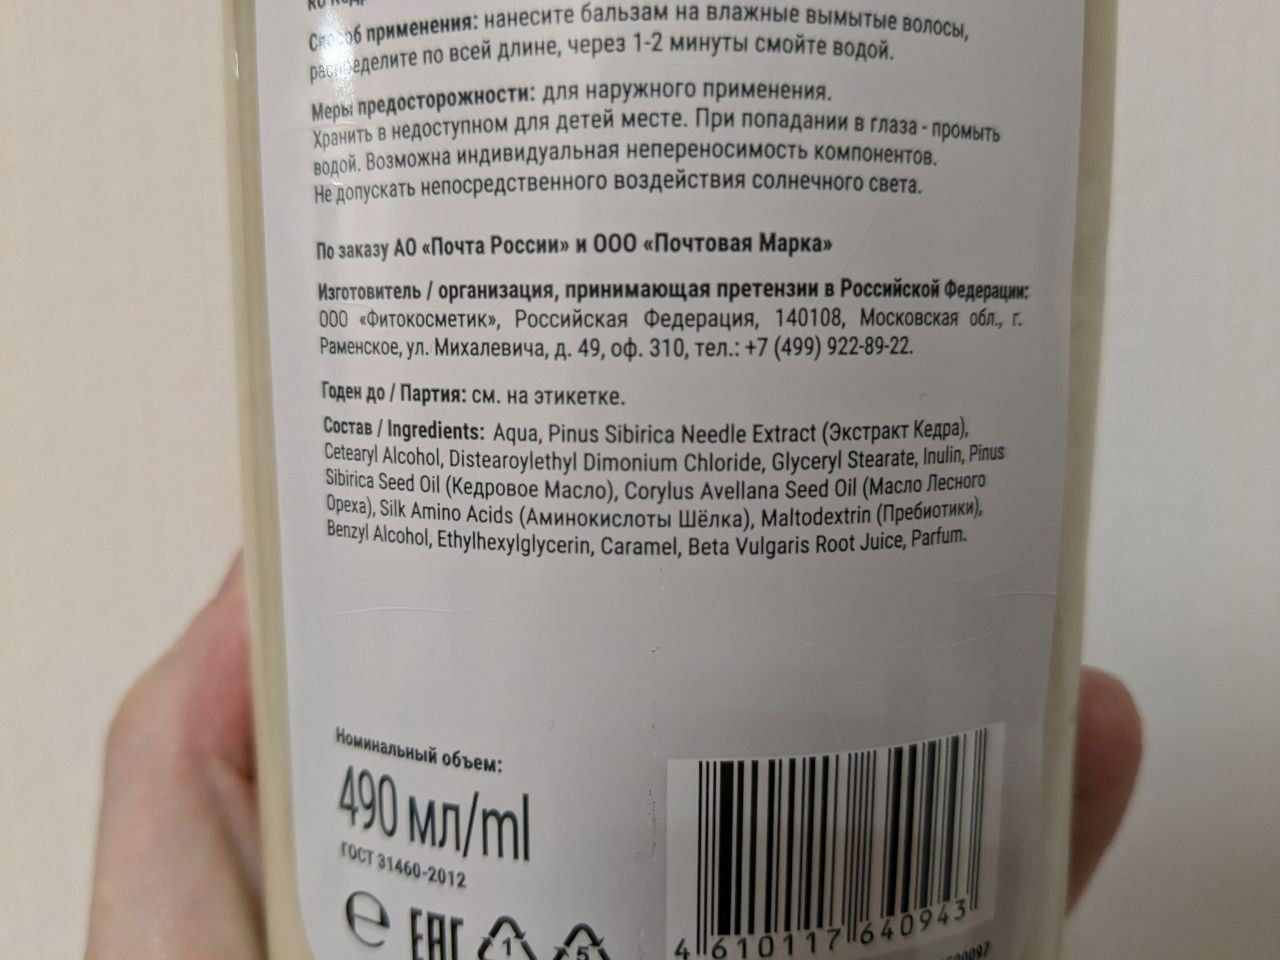 Способ применения: нанесите бальзам на влажные вымытые волосы,
распределите по всей длине, через 1-2 минуты смойте водой.
Меры предосторожности: для наружного применения.
Хранить в недоступном для детей месте. При попадании в глаза - промыть
водой. Возможна индивидуальная непереносимость компонентов.
Не допускать непосредственного воздействия солнечного света.
По заказу АО «Почта России» и ООО «Почтовая Марка»
Изготовитель / организация, принимающая претензии в Российской Федерации:
ООО «Фитокосметик», Российская Федерация, 140108, Московская обл., г.
Раменское, ул. Михалевича, д. 49, оф. 310, тел.: +7 (499) 922-89-22.
Годен до / Партия: см. на этикетке.
Состав / Ingredients: Aqua, Pinus Sibirica Needle Extract (Экстракт Кедра),
Cetearyl Alcohol, Distearoylethyl Dimonium Chloride, Glyceryl Stearate, Inulin, Pinus
Sibirica Seed Oil (Кедровое Масло), Corylus Avellana Seed Oil (Масло Лесного
Ореха), Silk Amino Acids (Аминокислоты Шёлка), Maltodextrin (Пребиотики),
Benzyl Alcohol, Ethylhexylglycerin, Caramel, Beta Vulgaris Root Juice, Parfum.
Номинальный объем:
490 мл/ml
ГОСТ 31460-2012
℮ EAC 1 5
4 610117 640943